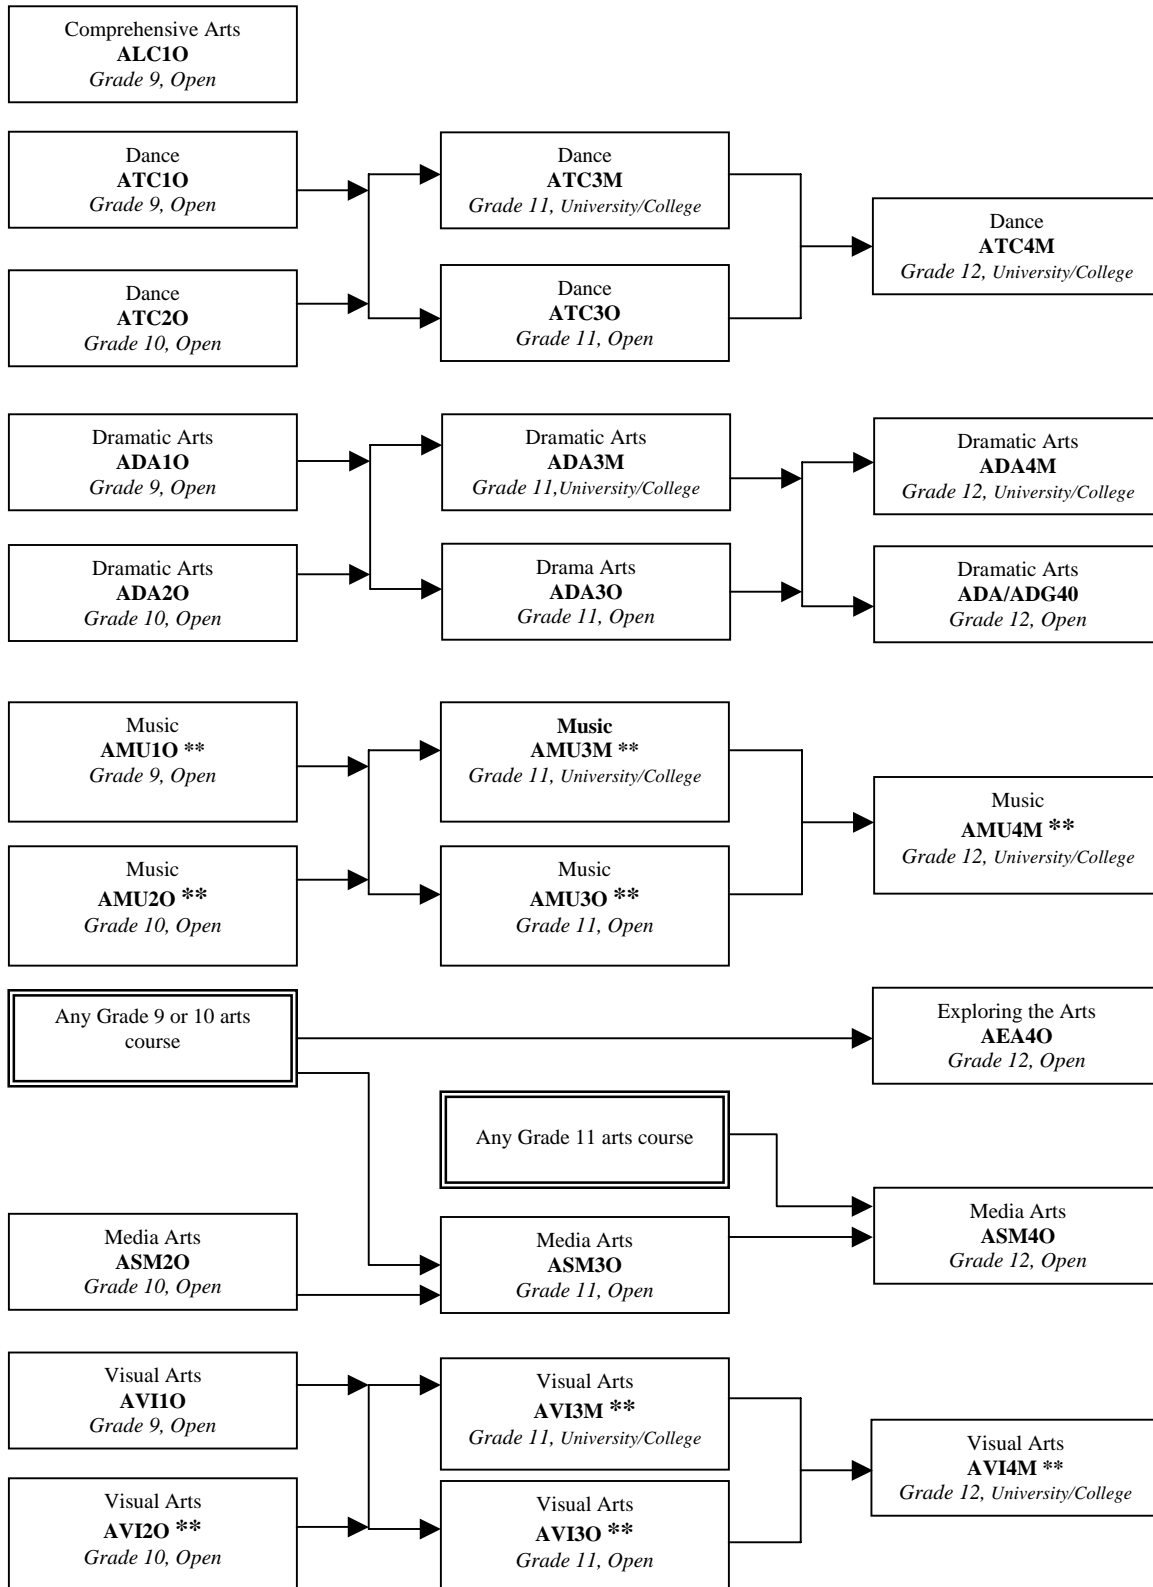 Comprehensive Arts
ALC1O
Grade 9, Open
Dance
ATC1O
Grade 9, Open
Dance
ATC3M
Grade 11, University/College
Dance
ATC4M
Grade 12, University/College
Dance
ATC2O
Grade 10, Open
Dance
ATC3O
Grade 11, Open
Dramatic Arts
ADA1O
Grade 9, Open
Dramatic Arts
ADA3M
Grade 11,University/College
Dramatic Arts
ADA4M
Grade 12, University/College
Dramatic Arts
ADA2O
Grade 10, Open
Drama Arts
ADA3O
Grade 11, Open
Dramatic Arts
ADA/ADG40
Grade 12, Open
Music
AMU1O **
Grade 9, Open
Music
AMU3M **
Grade 11, University/College
Music
AMU4M **
Grade 12, University/College
Music
AMU2O **
Grade 10, Open
Music
AMU3O **
Grade 11, Open
Any Grade 9 or 10 arts
course
Exploring the Arts
AEA4O
Grade 12, Open
Any Grade 11 arts course
Media Arts
ASM2O
Grade 10, Open
Media Arts
ASM3O
Grade 11, Open
Media Arts
ASM4O
Grade 12, Open
Visual Arts
AVI1O
Grade 9, Open
Visual Arts
AVI3M **
Grade 11, University/College
Visual Arts
AVI4M **
Grade 12, University/College
Visual Arts
AVI2O **
Grade 10, Open
Visual Arts
AVI3O **
Grade 11, Open